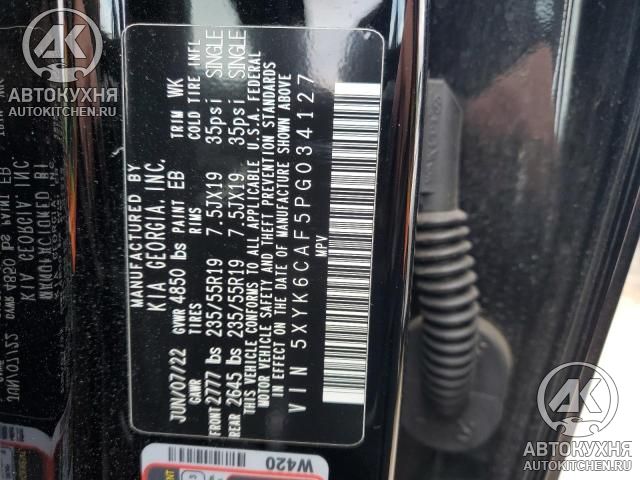 MANUFACTURED BY
KIA GEORGIA, INC.
JUN/07/22 GVWR 4850 lbs PAINT EB TRIM WK
GAWR TIRES RIMS COLD TIRE INFL
FRONT 2777 lbs 235/55R19 7.5JX19 35psi SINGLE
REAR 2645 lbs 235/55R19 7.5JX19 35psi SINGLE
THIS VEHICLE CONFORMS TO ALL APPLICABLE U.S.A. FEDERAL
MOTOR VEHICLE SAFETY AND THEFT PREVENTION STANDARDS
IN EFFECT ON THE DATE OF MANUFACTURE SHOWN ABOVE
VIN 5XYK6CAF5PG034127
MPV
W420
AK
АВТОКУХНЯ
AUTOKITCHEN.RU
AK
АВТОКУХНЯ
AUTOKITCHEN.RU